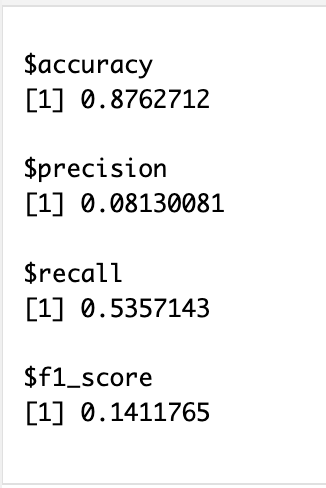 $accuracy
[1] 0.8762712
$precision
[1] 0.08130081
$recall
[1] 0.5357143
$f1_score
[1] 0.1411765